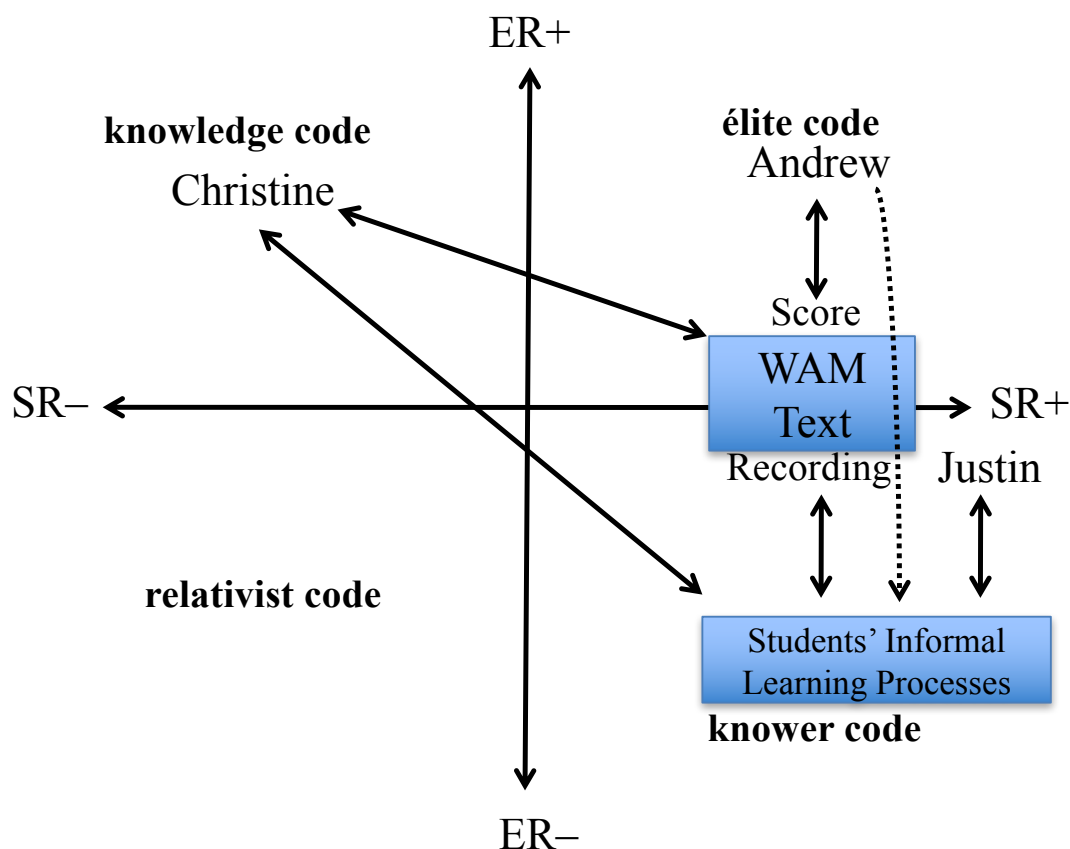 ER+
knowledge code
Christine
élite code
Andrew
Score
WAM
Text
Recording
SR–
SR+
Justin
relativist code
Students’ Informal
Learning Processes
knower code
ER–